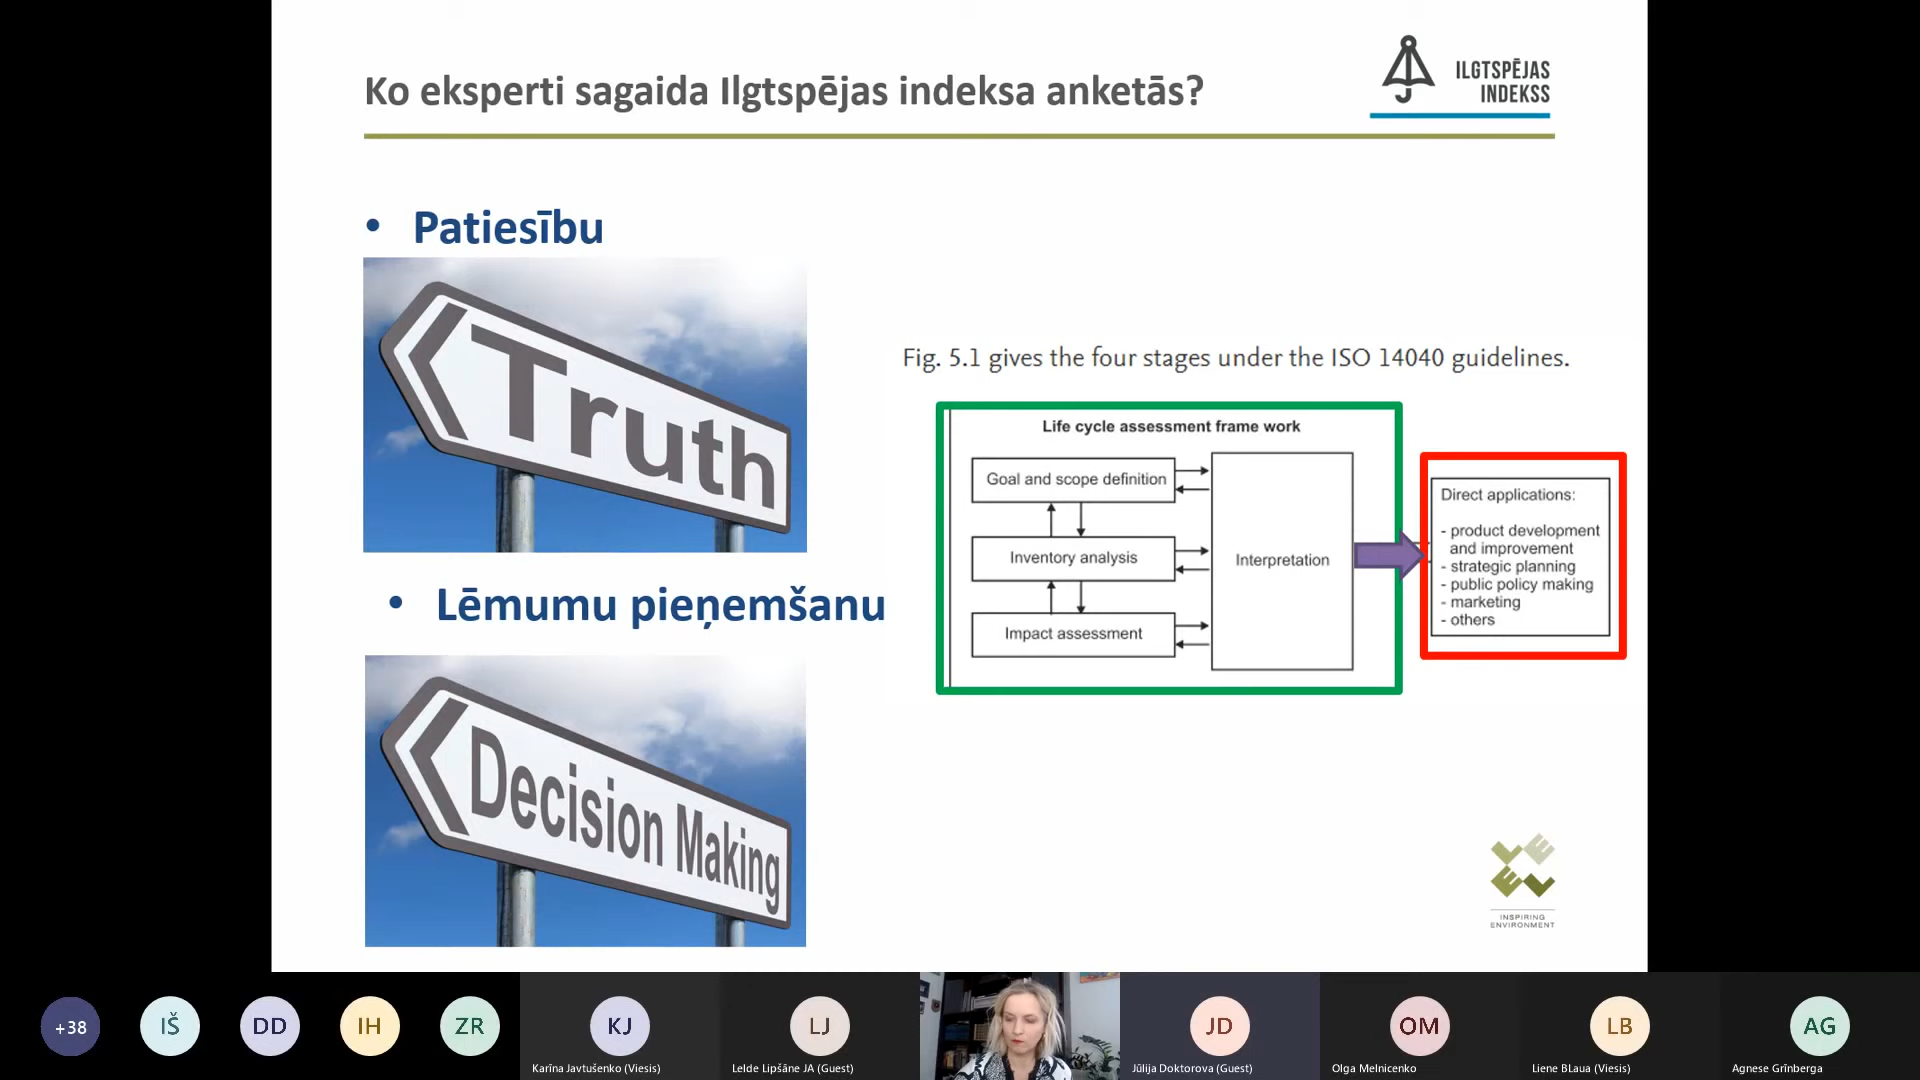 Ko eksperti sagaida Ilgtspējas indeksa anketās?
ILGTSPĒJAS
INDEKSS
• Patiesību
Truth
• Lēmumu pieņemšanu
Decision Making
Fig. 5.1 gives the four stages under the ISO 14040 guidelines.
Life cycle assessment frame work
Goal and scope definition
Inventory analysis
Impact assessment
Interpretation
Direct applications:
- product development
and improvement
- strategic planning
- public policy making
- marketing
- others
INSPIRING
ENVIRONMENT
+38
IŠ
DD
IH
ZR
KJ
Karīna Javtušenko (Viesis)
LJ
Lelde Lipšāne JA (Guest)
JD
Jūlija Doktorova (Guest)
OM
Olga Melnicenko
LB
Liene BLaua (Viesis)
AG
Agnese Grīnberga